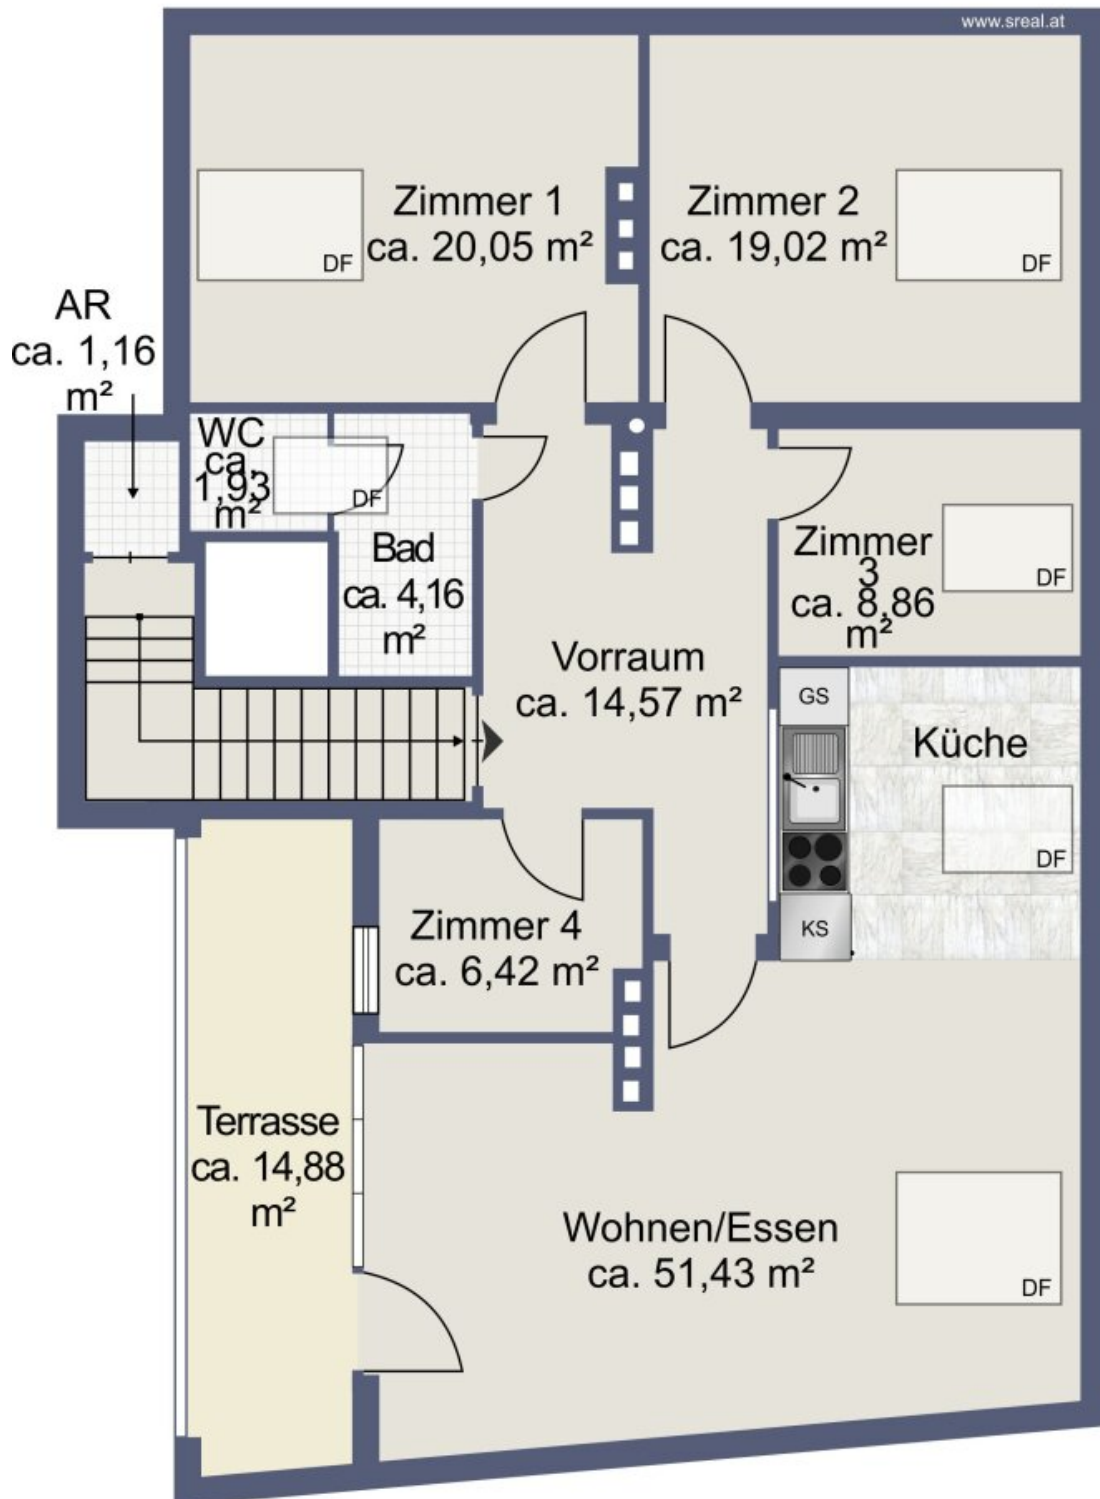 www.sreal.at
Zimmer 1
ca. 20,05 m²
DF
Zimmer 2
ca. 19,02 m²
DF
AR
ca. 1,16
m²
WC
ca.
1,93
m²
DF
Bad
ca. 4,16
m²
Zimmer
3
ca. 8,86
m²
DF
Vorraum
ca. 14,57 m²
GS
Küche
DF
KS
Zimmer 4
ca. 6,42 m²
Terrasse
ca. 14,88
m²
Wohnen/Essen
ca. 51,43 m²
DF